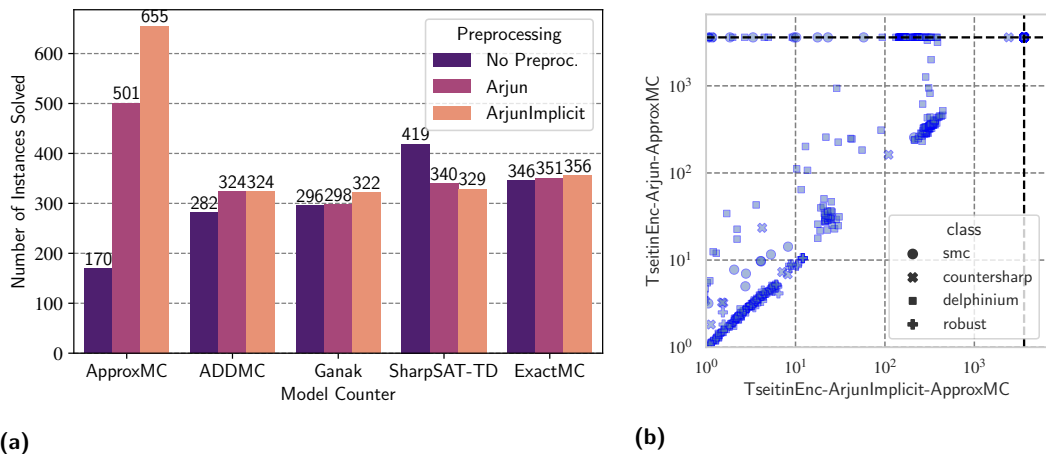 Number of Instances Solved
600
500
400
300
200
100
0
170
501
655
282
324
324
296
298
322
419
340
329
346
351
356
Preprocessing
No Preproc.
Arjun
ArjunImplicit
ApproxMC
ADDMC
Ganak
SharpSAT-TD
ExactMC
Model Counter
(a)
TseitinEnc-Arjun-ApproxMC
10³
10²
10¹
10⁰
class
smc
countersharp
delphinium
robust
10⁰
10¹
10²
10³
TseitinEnc-ArjunImplicit-ApproxMC
(b)